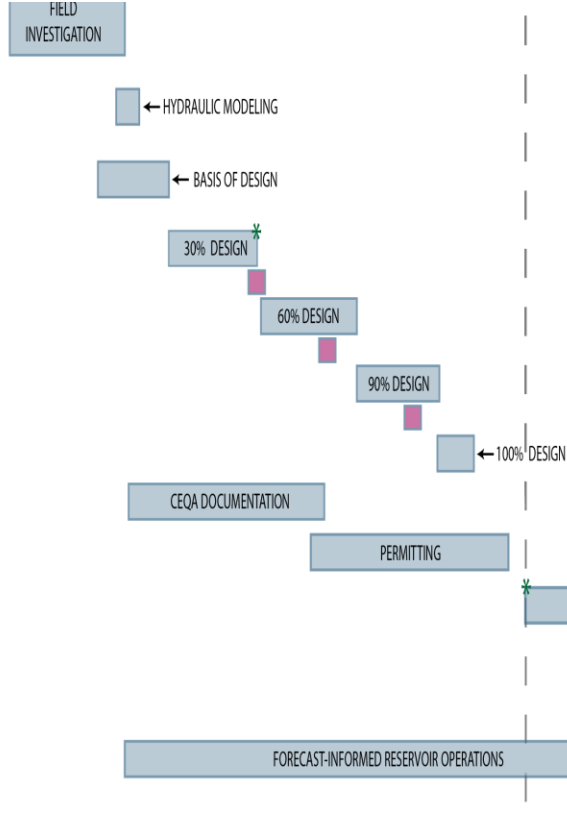 FIELD
INVESTIGATION
HYDRAULIC MODELING
BASIS OF DESIGN
30% DESIGN
60% DESIGN
90% DESIGN
100% DESIGN
CEQA DOCUMENTATION
PERMITTING
FORECAST-INFORMED RESERVOIR OPERATIONS